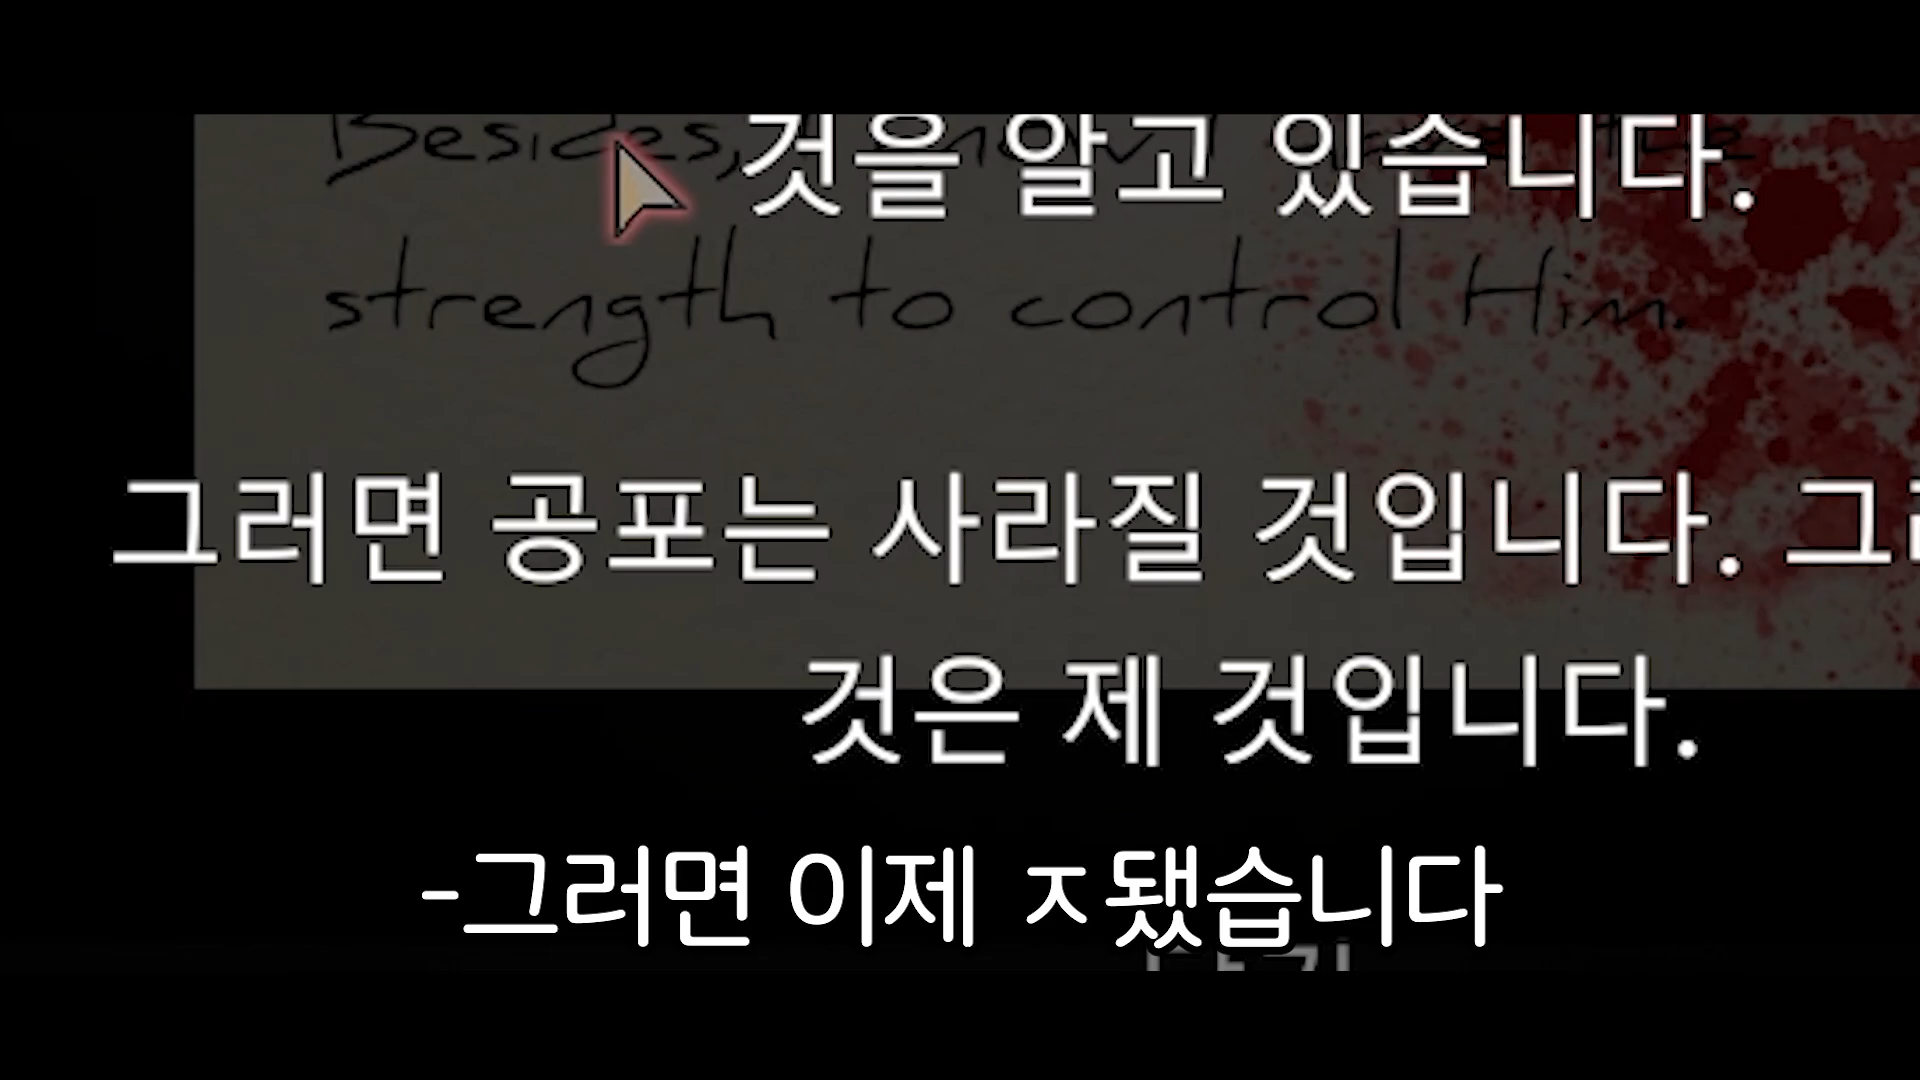 것을 알고 있습니다.
Besides,
strength to control Him.
그러면 공포는 사라질 것입니다.
것은 제 것입니다.
-그러면 이제 ㅈ됐습니다